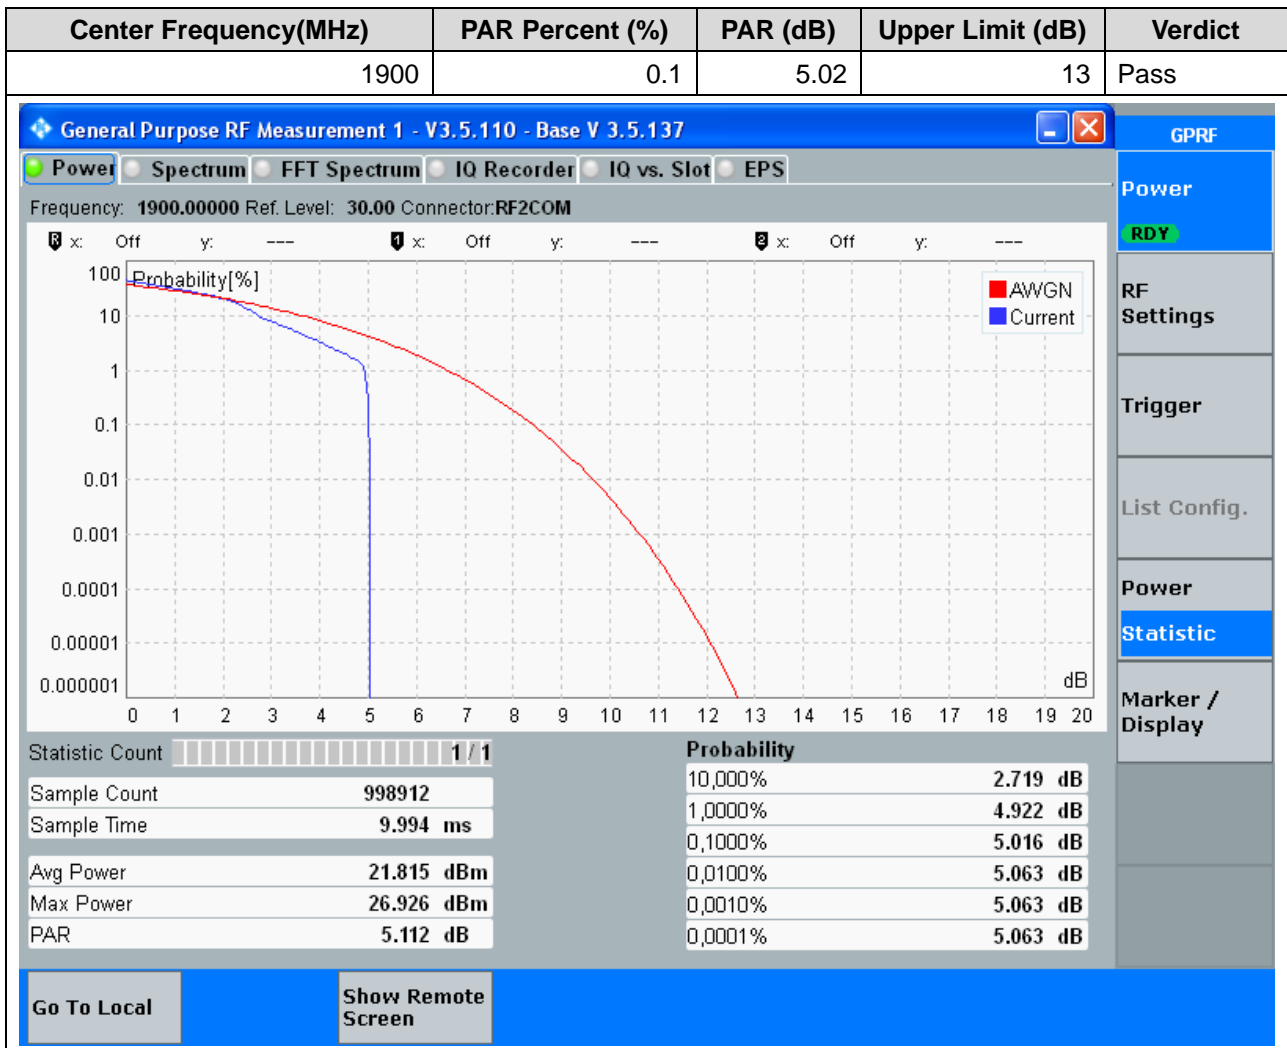 Center Frequency(MHz) PAR Percent (%) PAR (dB) Upper Limit (dB) Verdict
1900 0.1 5.02 13 Pass
General Purpose RF Measurement 1 - V3.5.110 - Base V 3.5.137
GPRF
Power Spectrum FFT Spectrum IQ Recorder IQ vs. Slot EPS
Power
RDY
Frequency: 1900.00000 Ref. Level: 30.00 Connector:RF2COM
R x: Off y: --- 1 x: Off y: --- 2 x: Off y: ---
Probability[%]
AWGN
Current
100
10
1
0.1
0.01
0.001
0.0001
0.00001
0.000001
dB
0 1 2 3 4 5 6 7 8 9 10 11 12 13 14 15 16 17 18 19 20
RF
Settings
Trigger
List Config.
Power
Statistic
Marker /
Display
Statistic Count 1 / 1
Sample Count 998912
Sample Time 9.994 ms
Avg Power 21.815 dBm
Max Power 26.926 dBm
PAR 5.112 dB
Probability
10,000% 2.719 dB
1,0000% 4.922 dB
0,1000% 5.016 dB
0,0100% 5.063 dB
0,0010% 5.063 dB
0,0001% 5.063 dB
Go To Local
Show Remote
Screen